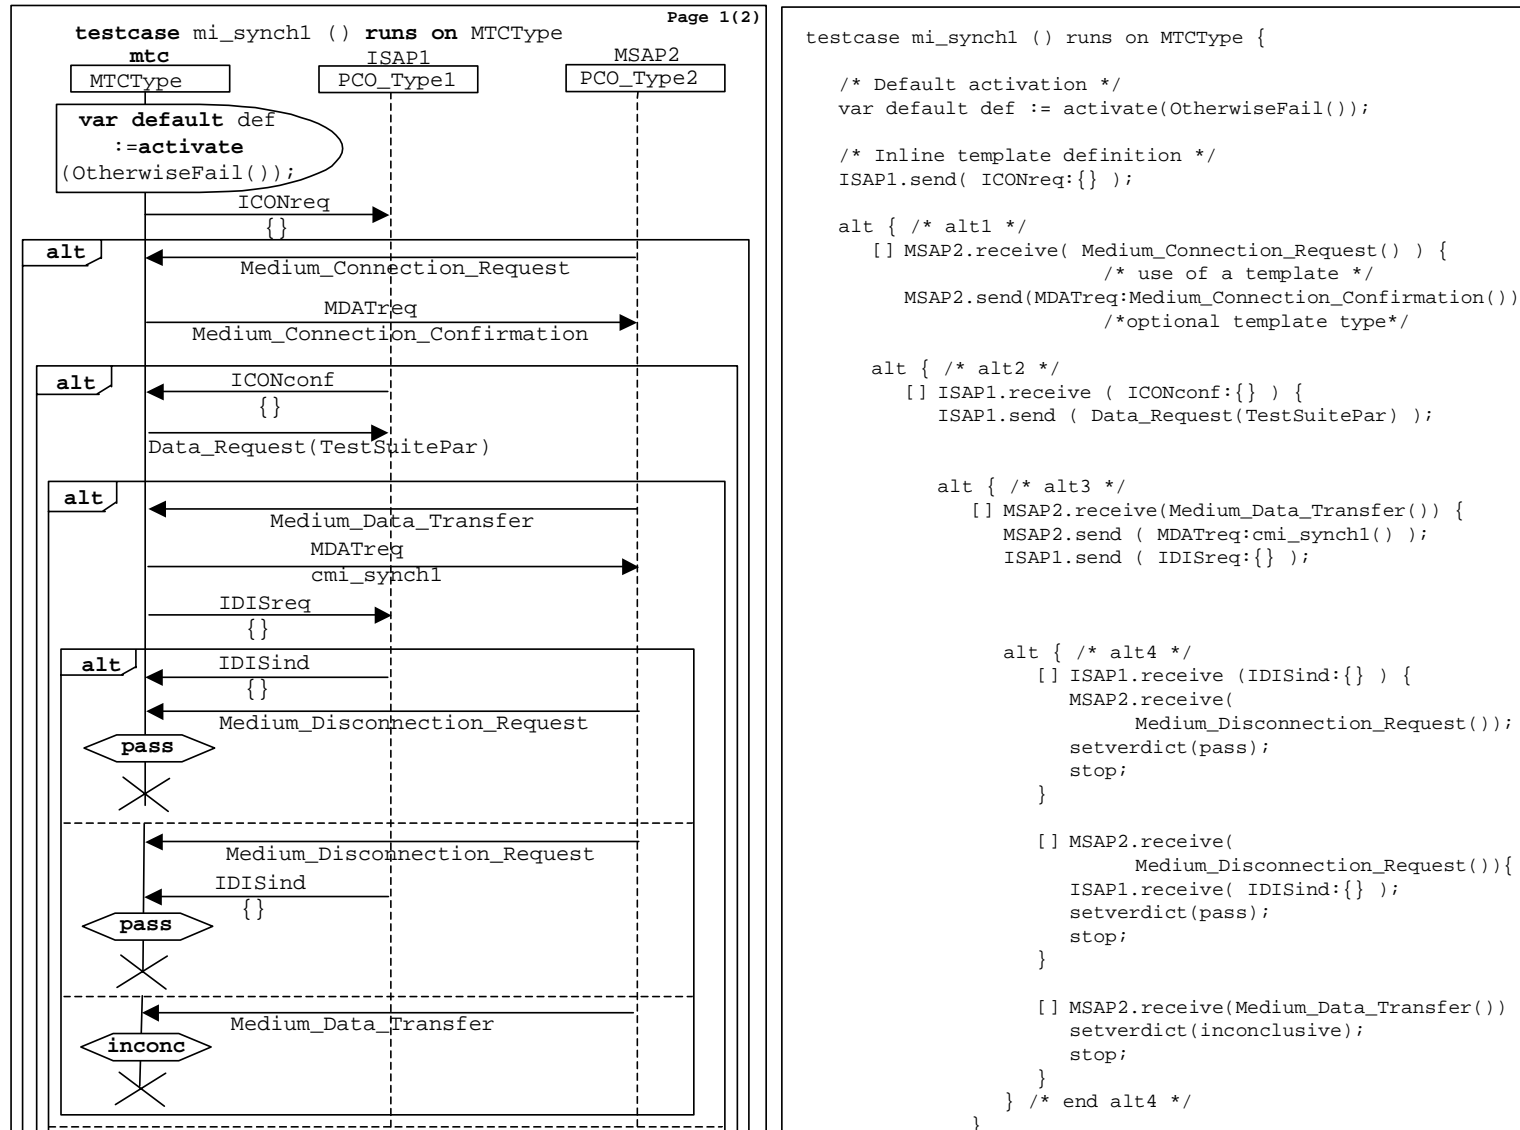 Page 1(2)
testcase mi_synch1 () runs on MTCType
mtc
ISAP1
MSAP2
MTCType
PCO_Type1
PCO_Type2
var default def
:=activate
(OtherwiseFail());
ICONreq
{}
alt
Medium_Connection_Request
MDATreq
Medium_Connection_Confirmation
alt
ICONconf
{}
Data_Request(TestSuitePar)
alt
Medium_Data_Transfer
MDATreq
cmi_synch1
IDISreq
{}
alt
IDISind
{}
Medium_Disconnection_Request
pass
Medium_Disconnection_Request
IDISind
{}
pass
Medium_Data_Transfer
inconc
testcase mi_synch1 () runs on MTCType {
/* Default activation */
var default def := activate(OtherwiseFail());
/* Inline template definition */
ISAP1.send( ICONreq:{} );
alt { /* alt1 */
[] MSAP2.receive( Medium_Connection_Request() ) {
/* use of a template */
MSAP2.send(MDATreq:Medium_Connection_Confirmation())
/*optional template type*/
alt { /* alt2 */
[] ISAP1.receive ( ICONconf:{} ) {
ISAP1.send ( Data_Request(TestSuitePar) );
alt { /* alt3 */
[] MSAP2.receive(Medium_Data_Transfer()) {
MSAP2.send ( MDATreq:cmi_synch1() );
ISAP1.send ( IDISreq:{} );
alt { /* alt4 */
[] ISAP1.receive (IDISind:{} ) {
MSAP2.receive(
Medium_Disconnection_Request());
setverdict(pass);
stop;
}
[] MSAP2.receive(
Medium_Disconnection_Request()){
ISAP1.receive( IDISind:{} );
setverdict(pass);
stop;
}
[] MSAP2.receive(Medium_Data_Transfer())
setverdict(inconclusive);
stop;
}
} /* end alt4 */
}